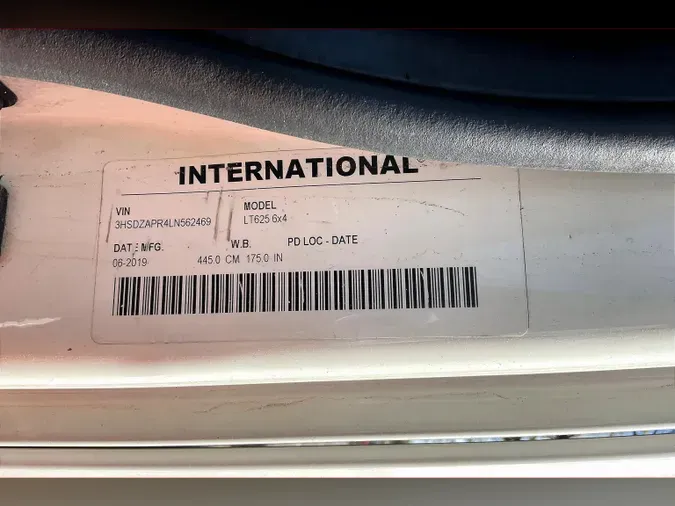 INTERNATIONAL
VIN MODEL
3HSDZAPR4LN562469 LT625 6x4
DATE MFG. W.B. PD LOC - DATE
06-2019 445.0 CM 175.0 IN